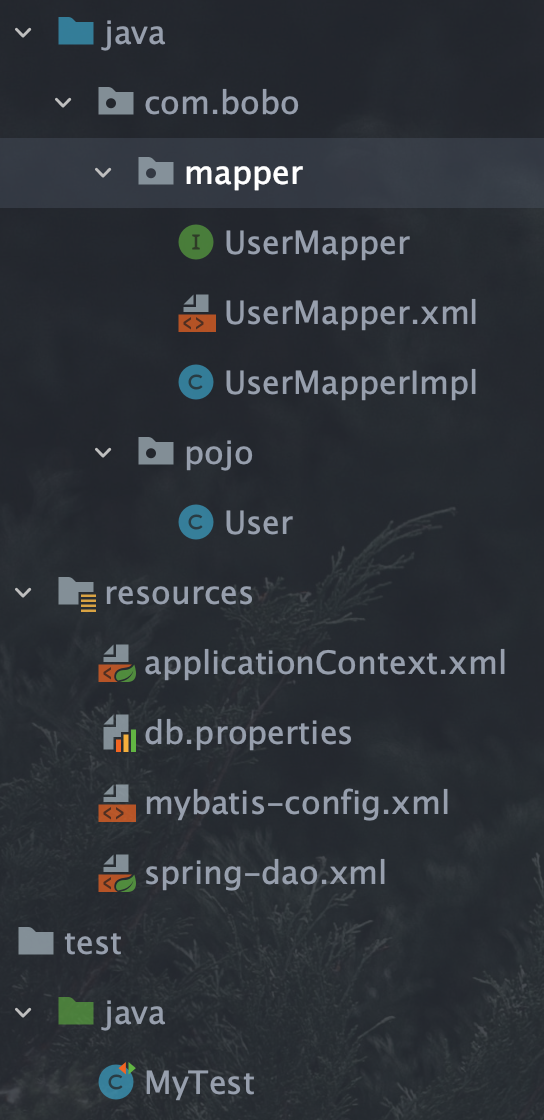 java
com.bobo
mapper
UserMapper
UserMapper.xml
UserMapperImpl
pojo
User
resources
applicationContext.xml
db.properties
mybatis-config.xml
spring-dao.xml
test
java
MyTest